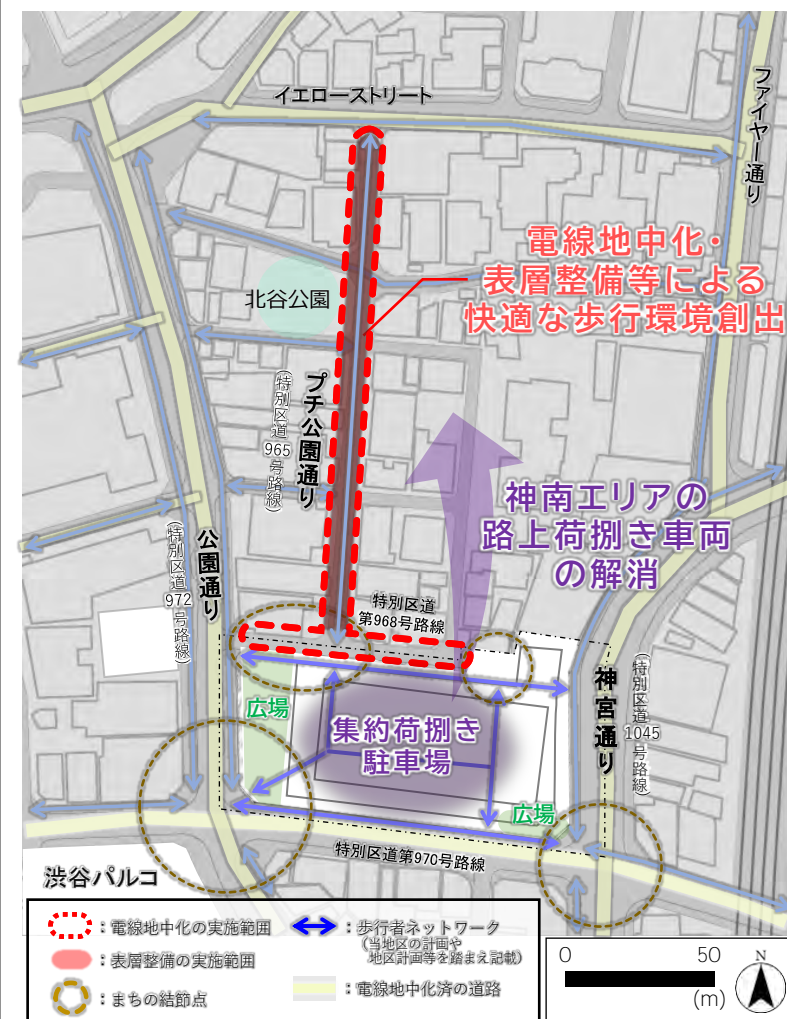 イエローストリート
ファイヤー通り
電線地中化・
表層整備等による
快適な歩行環境創出
北谷公園
プチ公園通り
(特別区道
965
号路線)
神南エリアの
路上荷捌き車両
の解消
公園通り
(特別区道
972
号路線)
特別区道
第968号路線
神宮通り
(特別区道
1045
号路線)
広場
集約荷捌き
駐車場
広場
特別区道第970号路線
渋谷パルコ
：電線地中化の実施範囲
：歩行者ネットワーク
(当地区の計画や
地区計画等を踏まえ記載)
：表層整備の実施範囲
：まちの結節点
：電線地中化済の道路
0 50
(m)
N